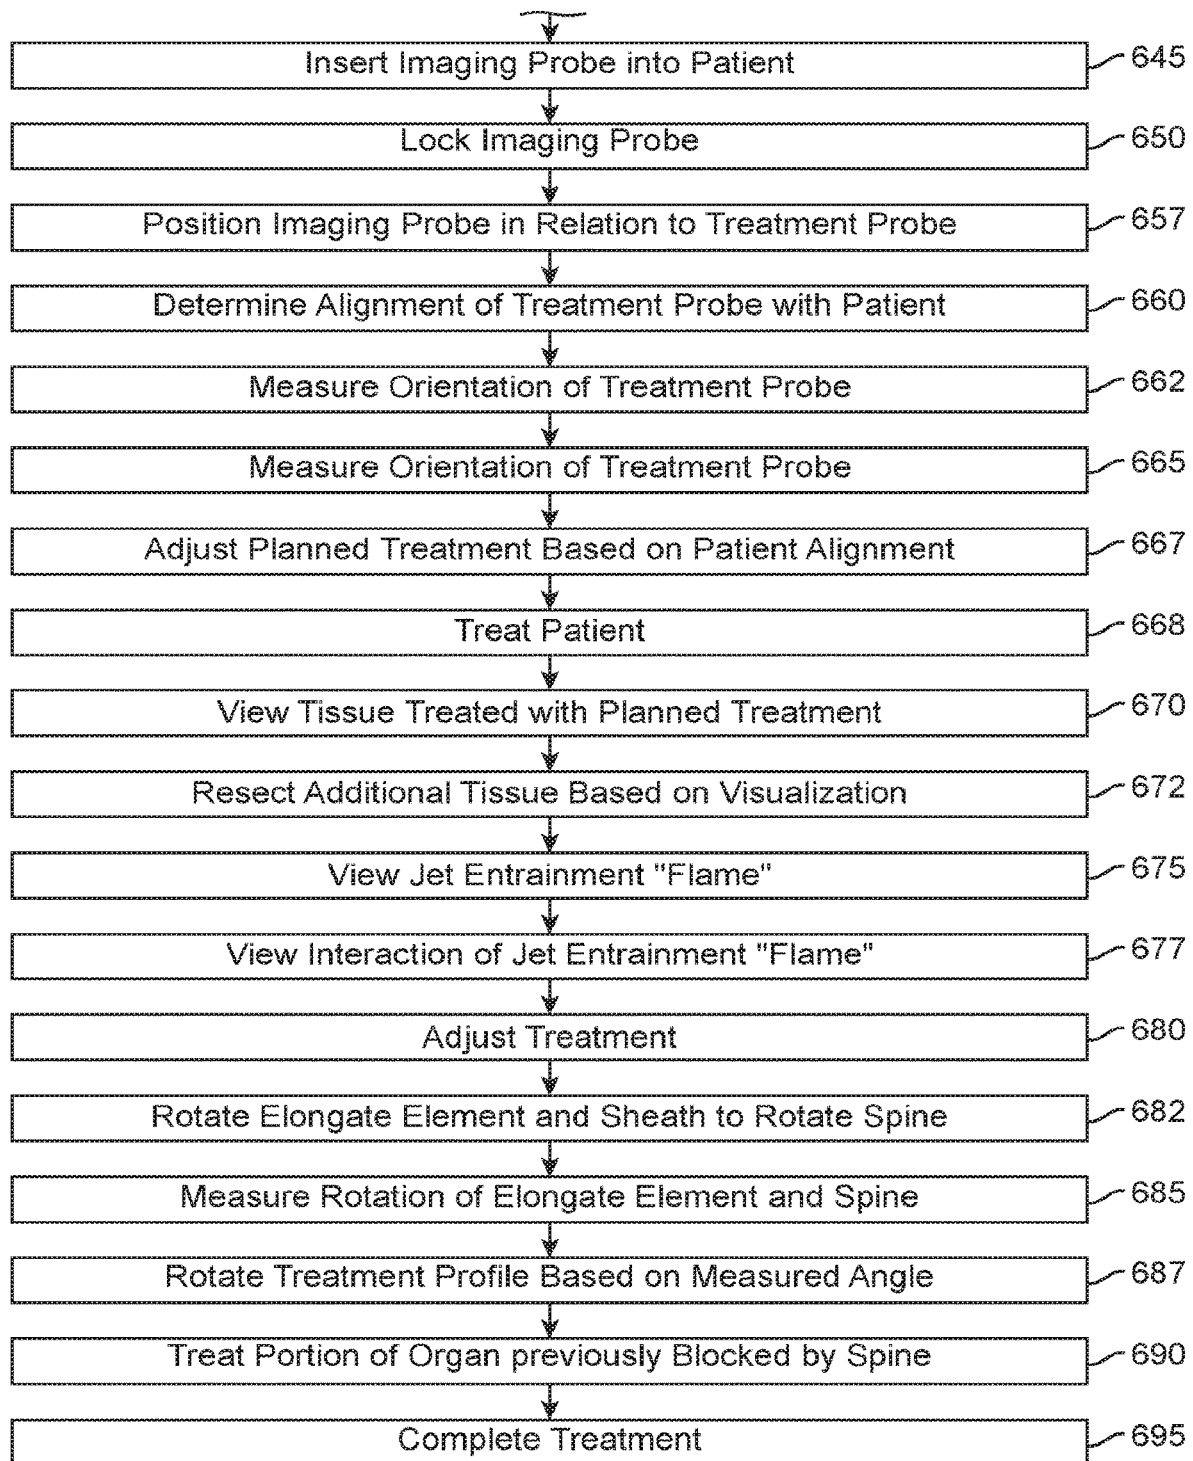 Insert Imaging Probe into Patient 645
Lock Imaging Probe 650
Position Imaging Probe in Relation to Treatment Probe 657
Determine Alignment of Treatment Probe with Patient 660
Measure Orientation of Treatment Probe 662
Measure Orientation of Treatment Probe 665
Adjust Planned Treatment Based on Patient Alignment 667
Treat Patient 668
View Tissue Treated with Planned Treatment 670
Resect Additional Tissue Based on Visualization 672
View Jet Entrainment "Flame" 675
View Interaction of Jet Entrainment "Flame" 677
Adjust Treatment 680
Rotate Elongate Element and Sheath to Rotate Spine 682
Measure Rotation of Elongate Element and Spine 685
Rotate Treatment Profile Based on Measured Angle 687
Treat Portion of Organ previously Blocked by Spine 690
Complete Treatment 695